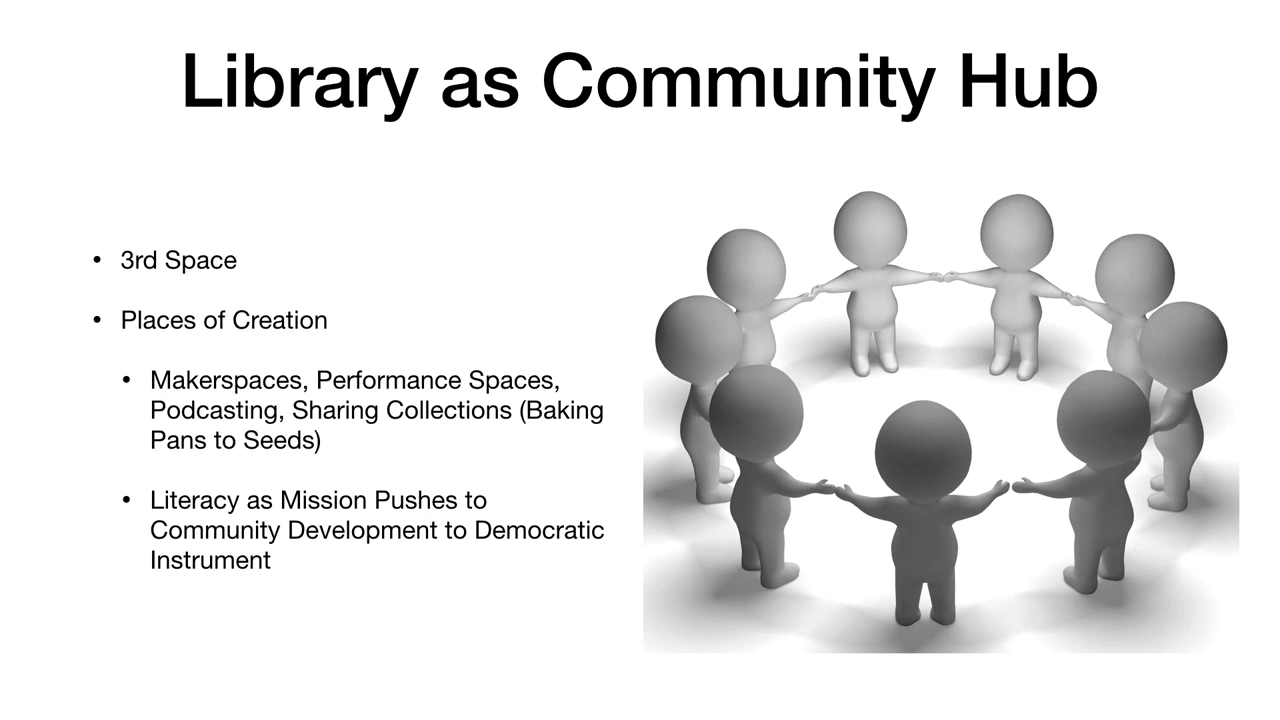 Library as Community Hub
• 3rd Space
• Places of Creation
• Makerspaces, Performance Spaces,
Podcasting, Sharing Collections (Baking
Pans to Seeds)
• Literacy as Mission Pushes to
Community Development to Democratic
Instrument